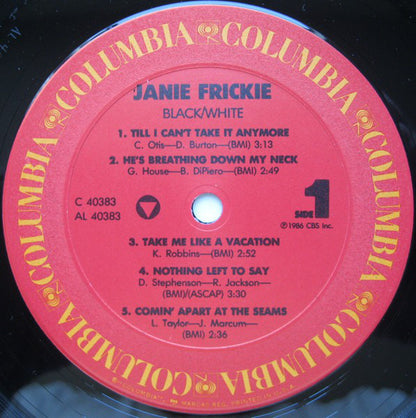 COLUMBIA COLUMBIA COLUMBIA COLUMBIA COLUMBIA COLUMBIA
JANIE FRICKIE
BLACK/WHITE
1. TILL I CAN'T TAKE IT ANYMORE
C. Otis—D. Burton—(BMI) 3:13
2. HE'S BREATHING DOWN MY NECK
G. House—B. DiPiero—(BMI) 2:49
C 40383
AL 40383
SIDE 1
℗1986 CBS Inc.
3. TAKE ME LIKE A VACATION
K. Robbins—(BMI) 2:52
4. NOTHING LEFT TO SAY
D. Stephenson—R. Jackson—
(BMI)/(ASCAP) 3:30
5. COMIN' APART AT THE SEAMS
L. Taylor—J. Marcum—
(BMI) 2:36